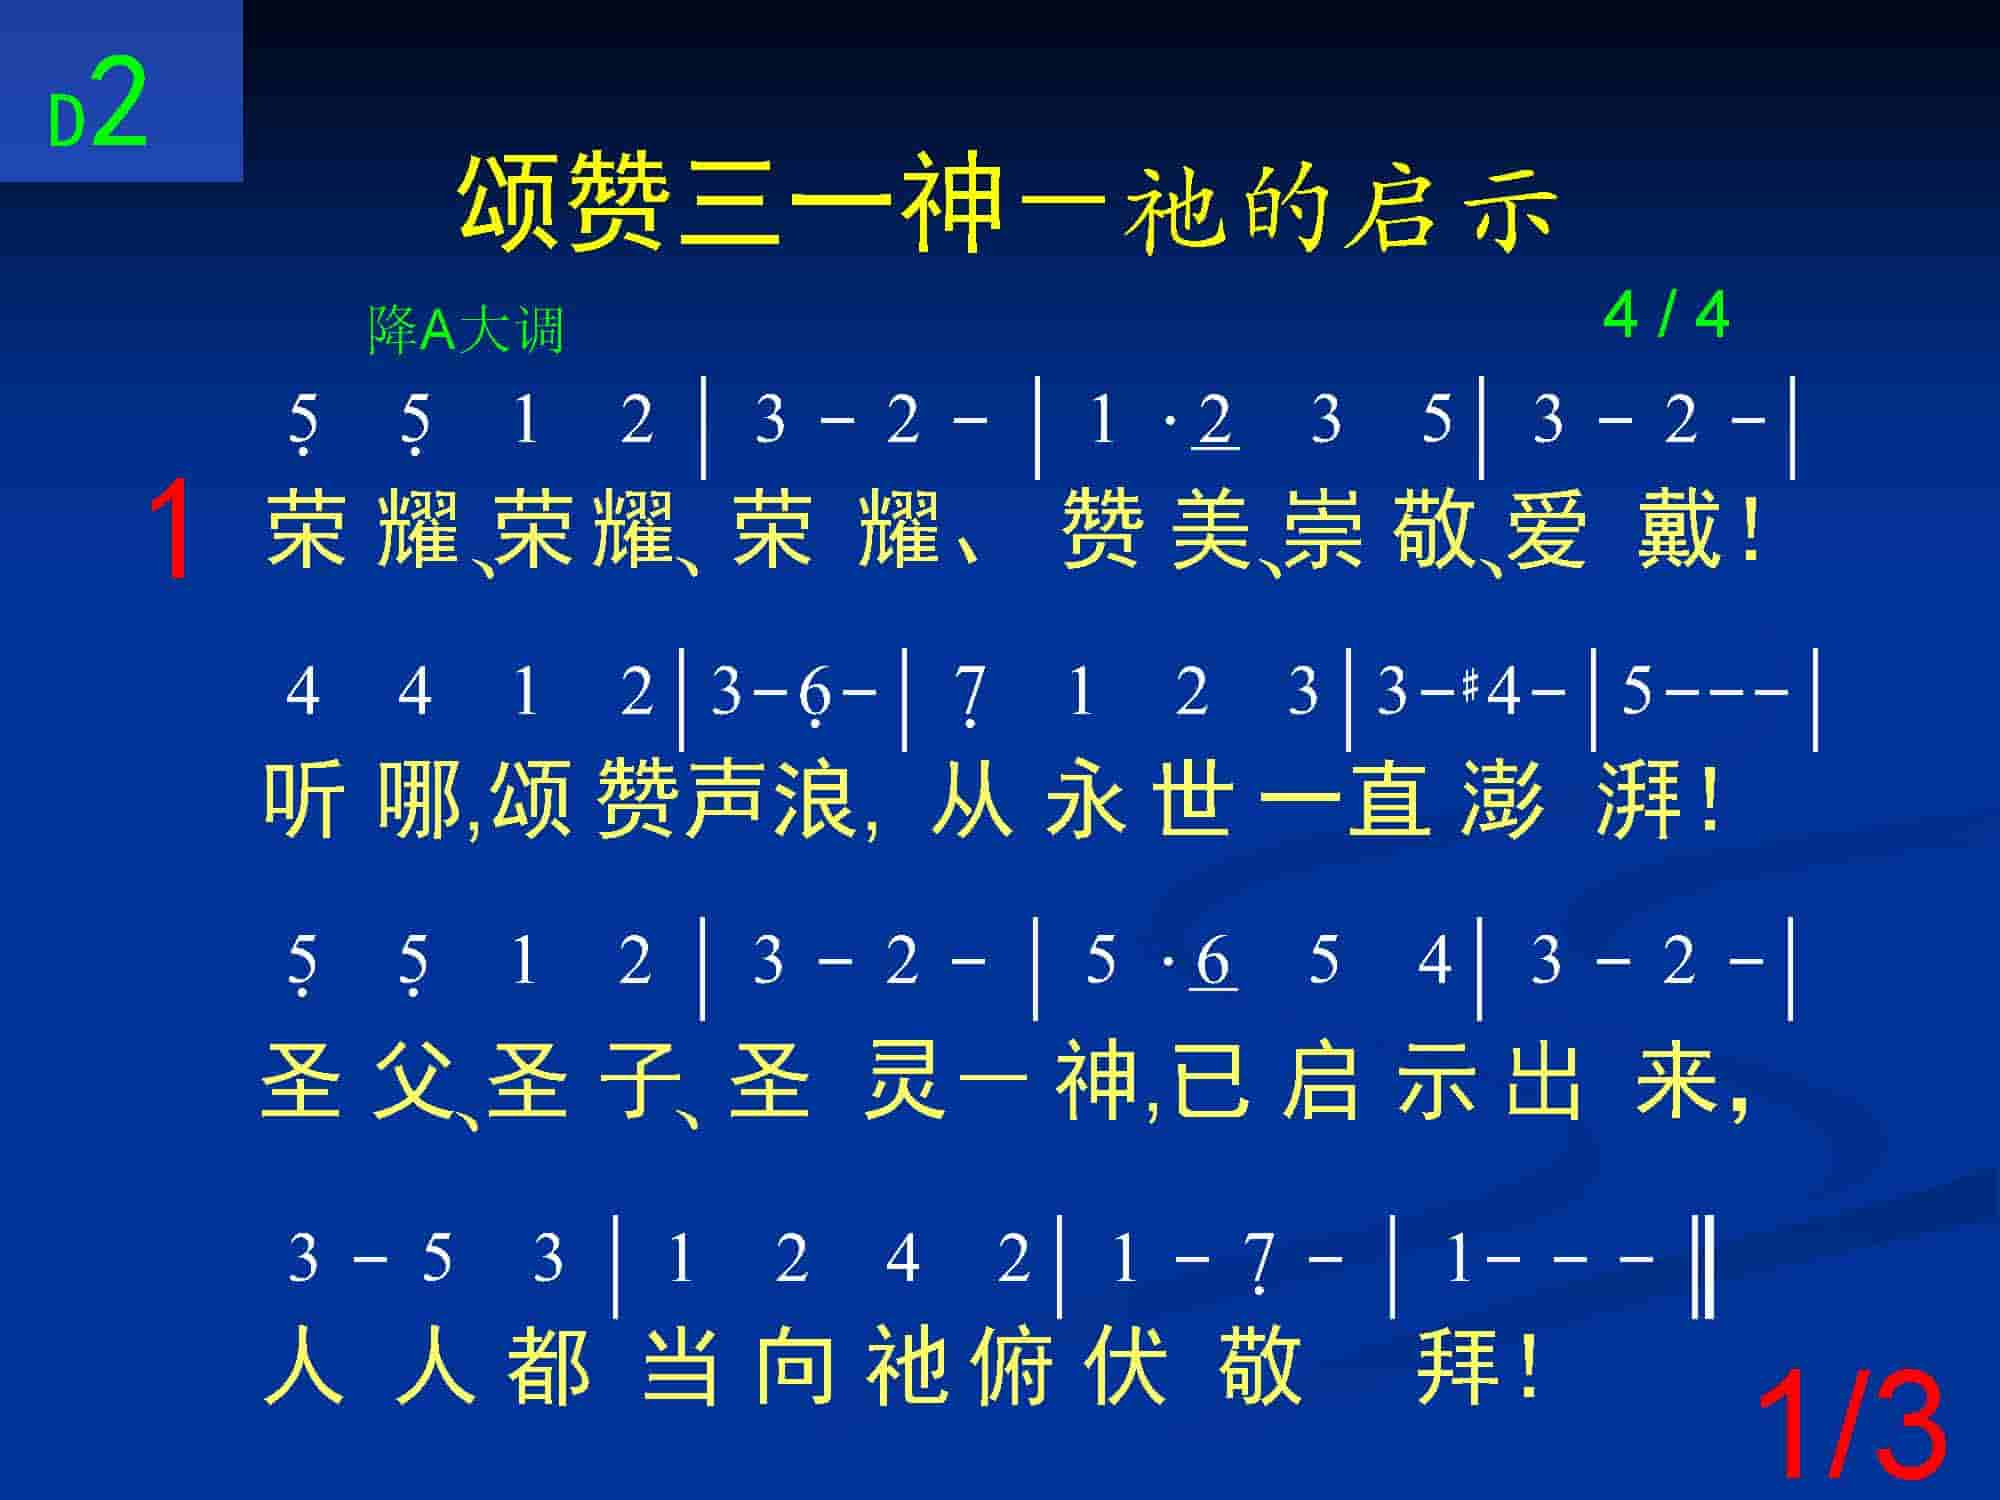 D2
颂赞三一神－祂的启示
降A大调 4 / 4
5̣ 5̣ 1 2 | 3 - 2 - | 1 · 2̲ 3 5 | 3 - 2 - |
1 荣耀、荣耀、荣耀、赞美、崇敬、爱戴！
4 4 1 2 | 3 - 6̣ - | 7̣ 1 2 3 | 3 - #4 - | 5 - - - |
听哪,颂赞声浪,从永世一直澎湃！
5̣ 5̣ 1 2 | 3 - 2 - | 5 · 6̲ 5 4 | 3 - 2 - |
圣父、圣子、圣灵一神,已启示出来，
3 - 5 3 | 1 2 4 2 | 1 - 7̣ - | 1 - - - ‖
人人都当向祂俯伏敬拜！
1/3